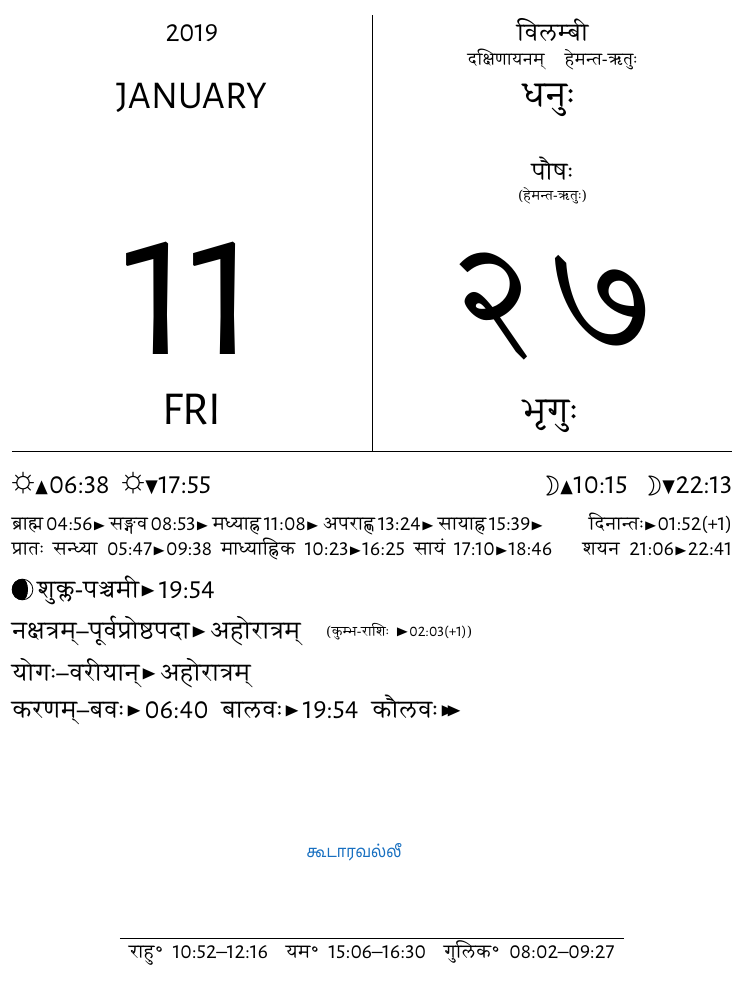 2019
JANUARY
11
FRI
विलम्बी
दक्षिणायनम् हेमन्त-ऋतुः
धनुः
पौषः
(हेमन्त-ऋतुः)
२७
भृगुः
☼▲06:38 ☼▼17:55 ☽▲10:15 ☽▼22:13
ब्राह्म 04:56► सङ्गव 08:53► मध्याह्न 11:08► अपराह्ण 13:24► सायाह्न 15:39► दिनान्तः►01:52(+1)
प्रातः सन्ध्या 05:47►09:38 माध्याह्निक 10:23►16:25 सायं 17:10►18:46 शयन 21:06►22:41
शुक्ल-पञ्चमी►19:54
नक्षत्रम्–पूर्वप्रोष्ठपदा►अहोरात्रम् (कुम्भ-राशिः ►02:03(+1))
योगः–वरीयान्►अहोरात्रम्
करणम्–बवः►06:40 बालवः►19:54 कौलवः►►
கூடாரவல்லீ
राहु° 10:52–12:16 यम° 15:06–16:30 गुलिक° 08:02–09:27